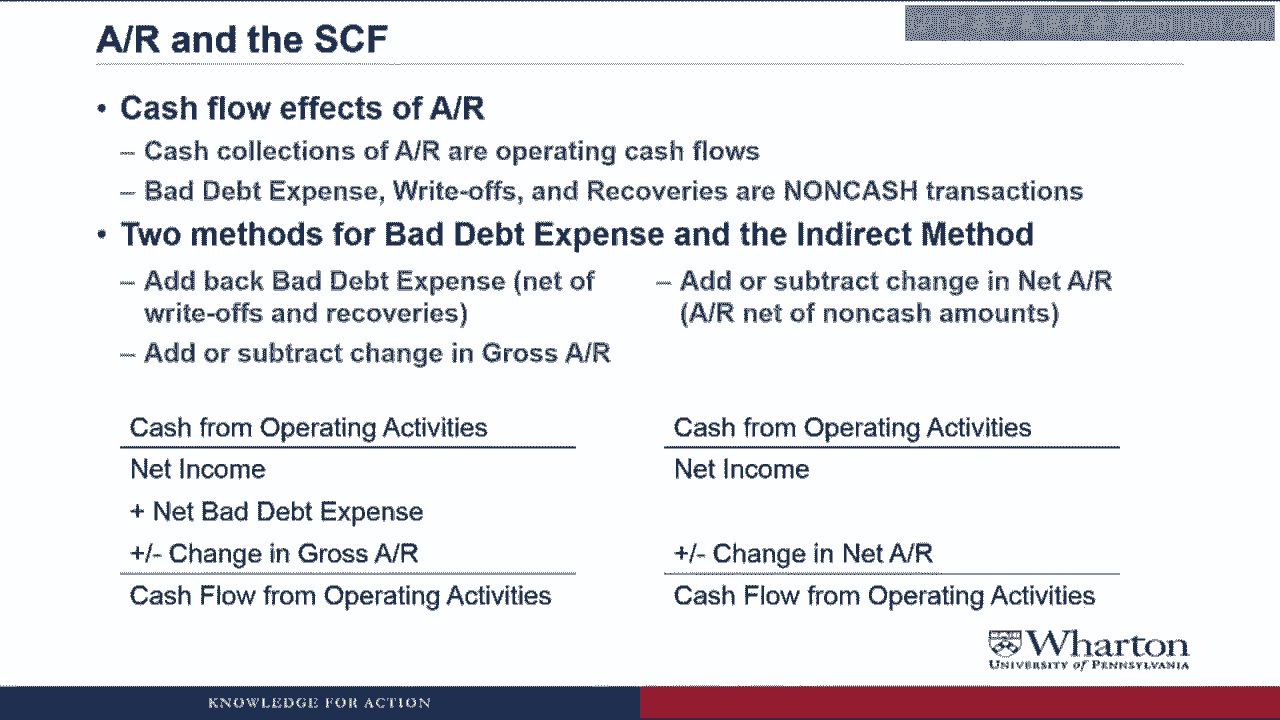 A/R and the SCF
• Cash flow effects of A/R
– Cash collections of A/R are operating cash flows
– Bad Debt Expense, Write-offs, and Recoveries are NONCASH transactions
• Two methods for Bad Debt Expense and the Indirect Method
– Add back Bad Debt Expense (net of
write-offs and recoveries)
– Add or subtract change in Gross A/R
– Add or subtract change in Net A/R
(A/R net of noncash amounts)
Cash from Operating Activities
Net Income
+ Net Bad Debt Expense
+/- Change in Gross A/R
Cash Flow from Operating Activities
Cash from Operating Activities
Net Income
+/- Change in Net A/R
Cash Flow from Operating Activities
Wharton
UNIVERSITY of PENNSYLVANIA
KNOWLEDGE FOR ACTION